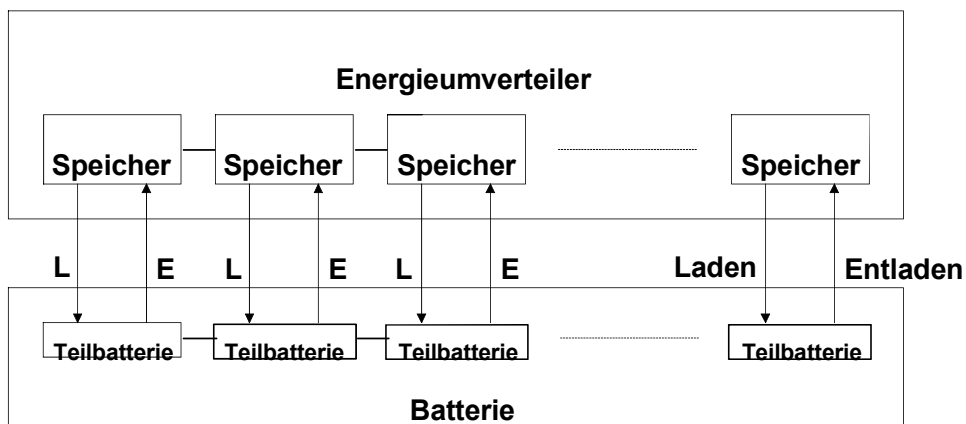 Energieumverteiler
Speicher Speicher Speicher Speicher
L E L E L E Laden Entladen
Teilbatterie Teilbatterie Teilbatterie Teilbatterie
Batterie